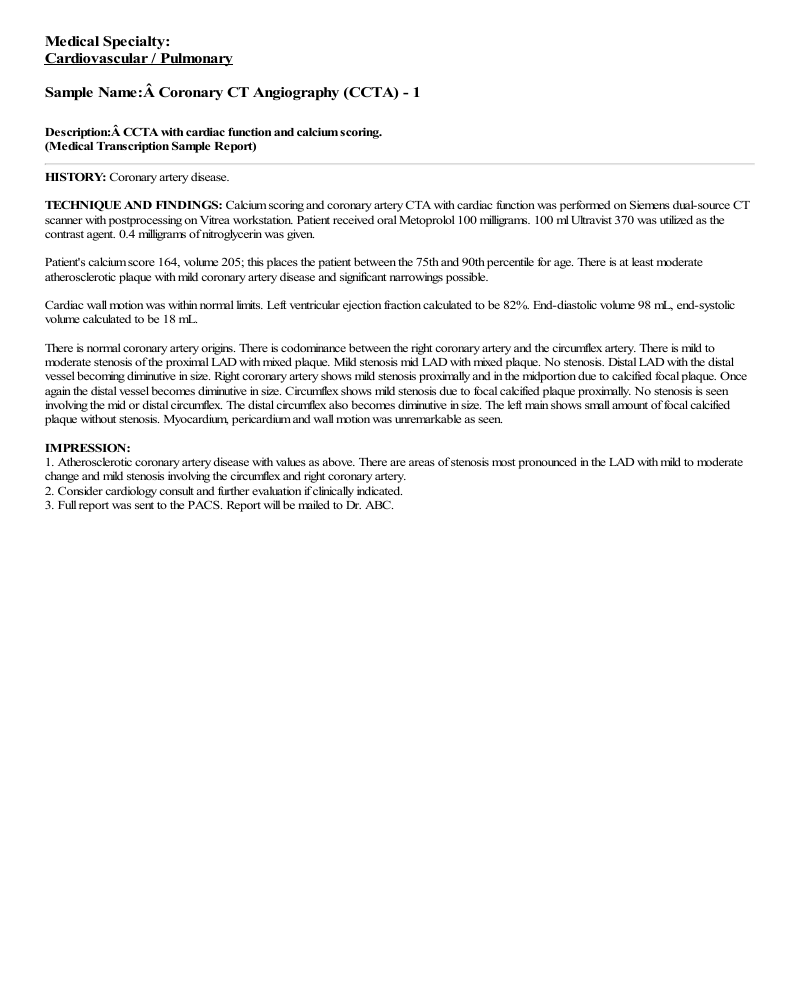 Medical Specialty:
Cardiovascular / Pulmonary
Sample Name:Â Coronary CT Angiography (CCTA) - 1
Description:Â CCTA with cardiac function and calcium scoring.
(Medical Transcription Sample Report)
HISTORY: Coronary artery disease.
TECHNIQUE AND FINDINGS: Calcium scoring and coronary artery CTA with cardiac function was performed on Siemens dual-source CT
scanner with postprocessing on Vitrea workstation. Patient received oral Metoprolol 100 milligrams. 100 ml Ultravist 370 was utilized as the
contrast agent. 0.4 milligrams of nitroglycerin was given.
Patient's calcium score 164, volume 205; this places the patient between the 75th and 90th percentile for age. There is at least moderate
atherosclerotic plaque with mild coronary artery disease and significant narrowings possible.
Cardiac wall motion was within normal limits. Left ventricular ejection fraction calculated to be 82%. End-diastolic volume 98 mL, end-systolic
volume calculated to be 18 mL.
There is normal coronary artery origins. There is codominance between the right coronary artery and the circumflex artery. There is mild to
moderate stenosis of the proximal LAD with mixed plaque. Mild stenosis mid LAD with mixed plaque. No stenosis. Distal LAD with the distal
vessel becoming diminutive in size. Right coronary artery shows mild stenosis proximally and in the midportion due to calcified focal plaque. Once
again the distal vessel becomes diminutive in size. Circumflex shows mild stenosis due to focal calcified plaque proximally. No stenosis is seen
involving the mid or distal circumflex. The distal circumflex also becomes diminutive in size. The left main shows small amount of focal calcified
plaque without stenosis. Myocardium, pericardium and wall motion was unremarkable as seen.
IMPRESSION:
1. Atherosclerotic coronary artery disease with values as above. There are areas of stenosis most pronounced in the LAD with mild to moderate
change and mild stenosis involving the circumflex and right coronary artery.
2. Consider cardiology consult and further evaluation if clinically indicated.
3. Full report was sent to the PACS. Report will be mailed to Dr. ABC.